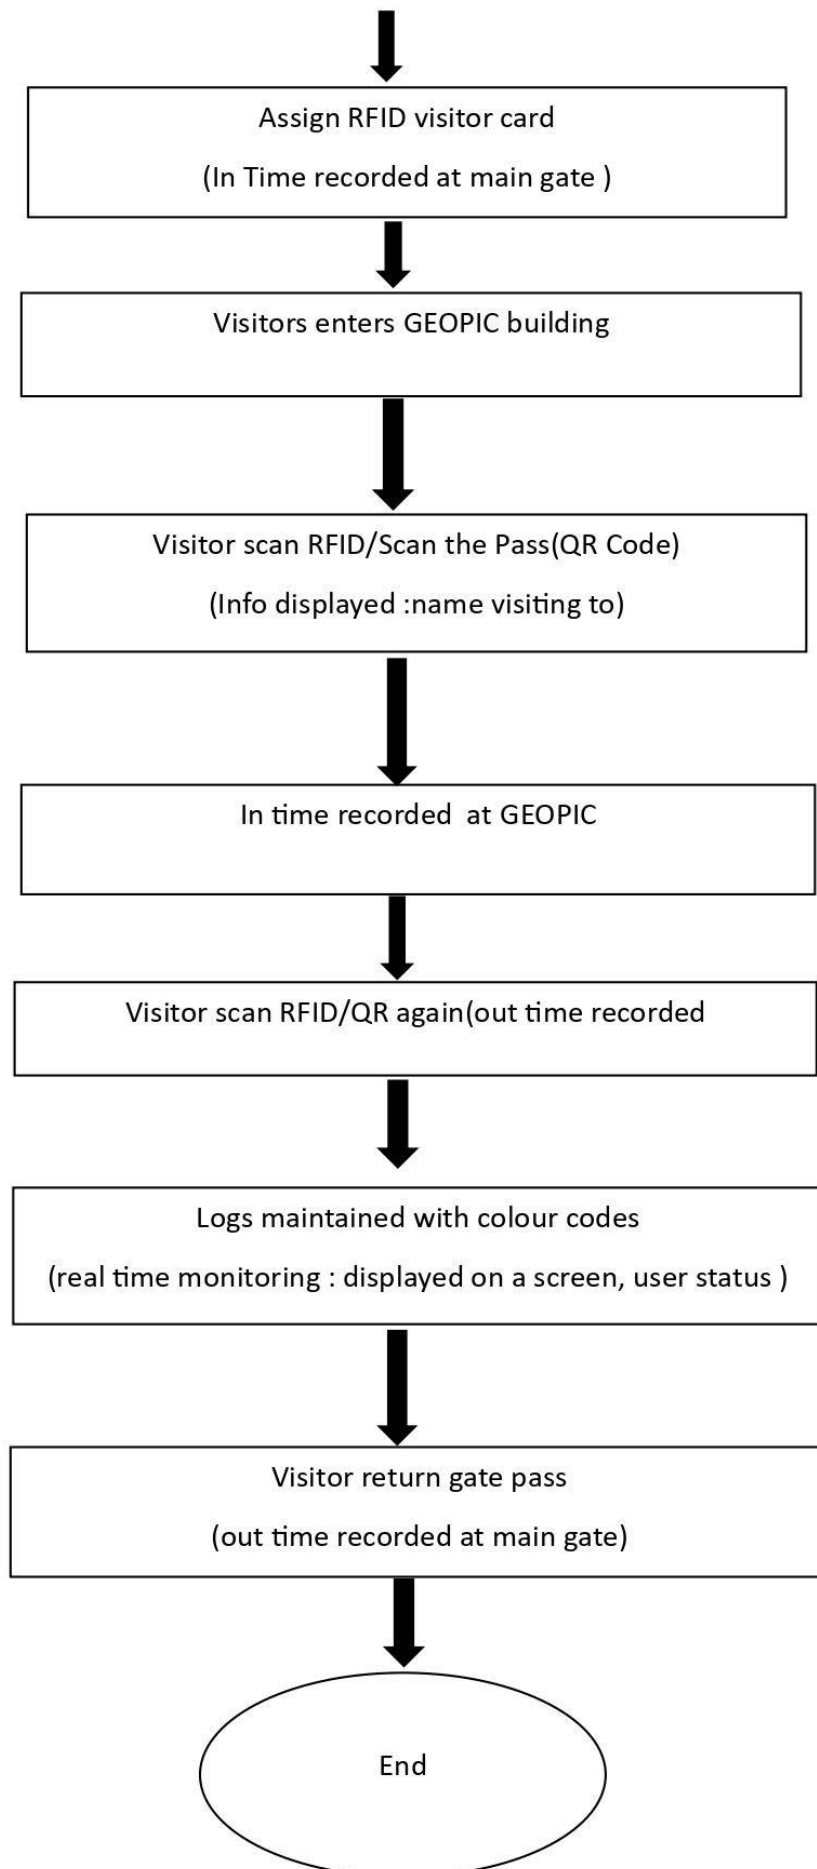 Assign RFID visitor card
(In Time recorded at main gate )
Visitors enters GEOPIC building
Visitor scan RFID/Scan the Pass(QR Code)
(Info displayed :name visiting to)
In time recorded  at GEOPIC
Visitor scan RFID/QR again(out time recorded
Logs maintained with colour codes
(real time monitoring : displayed on a screen, user status )
Visitor return gate pass
(out time recorded at main gate)
End